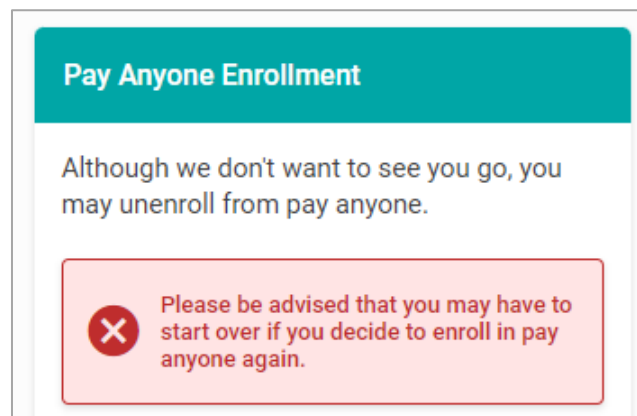 Pay Anyone Enrollment
Although we don't want to see you go, you
may unenroll from pay anyone.
Please be advised that you may have to
start over if you decide to enroll in pay
anyone again.